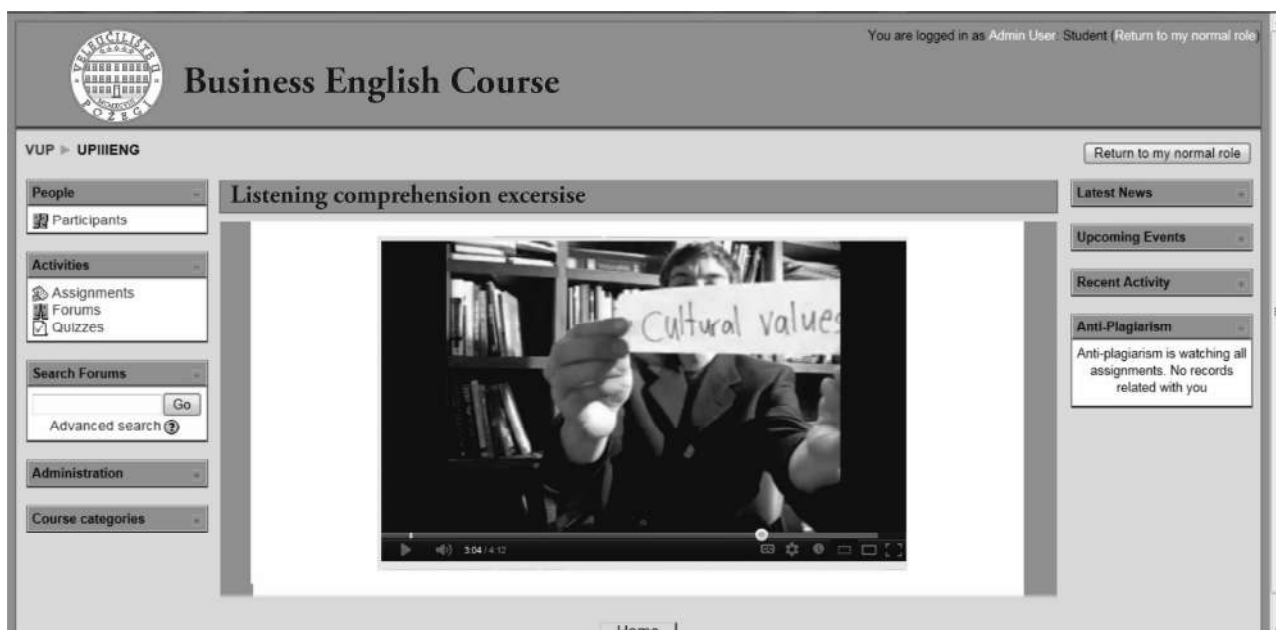 You are logged in as Admin User: Student (Return to my normal role)
VELEUČILIŠTE U POŽEGI
MCMXCVIII
Business English Course
VUP ► UPIIIENG
Return to my normal role
People
Participants
Activities
Assignments
Forums
Quizzes
Search Forums
Go
Advanced search
Administration
Course categories
Listening comprehension excersise
Cultural values
3:04 / 4:12
Latest News
Upcoming Events
Recent Activity
Anti-Plagiarism
Anti-plagiarism is watching all
assignments. No records
related with you
Home